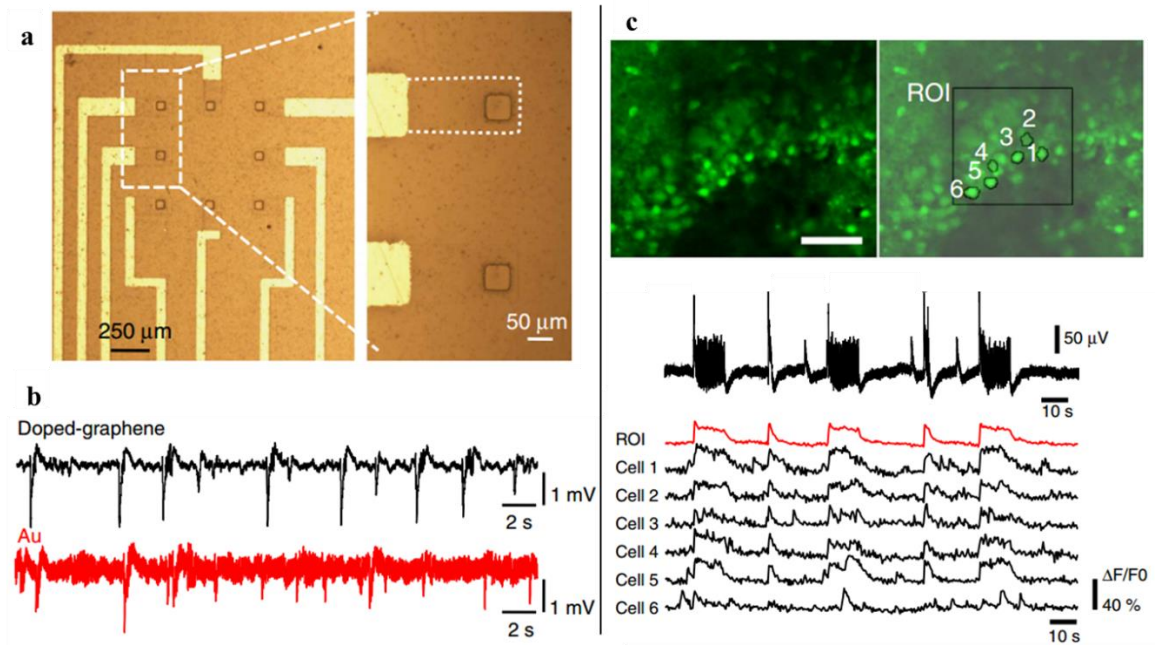 a
250 μm
50 μm
b
Doped-graphene
1 mV
2 s
Au
1 mV
2 s
c
ROI
2
3
1
4
5
6
50 μV
10 s
ROI
Cell 1
Cell 2
Cell 3
Cell 4
Cell 5
Cell 6
ΔF/F0
40 %
10 s